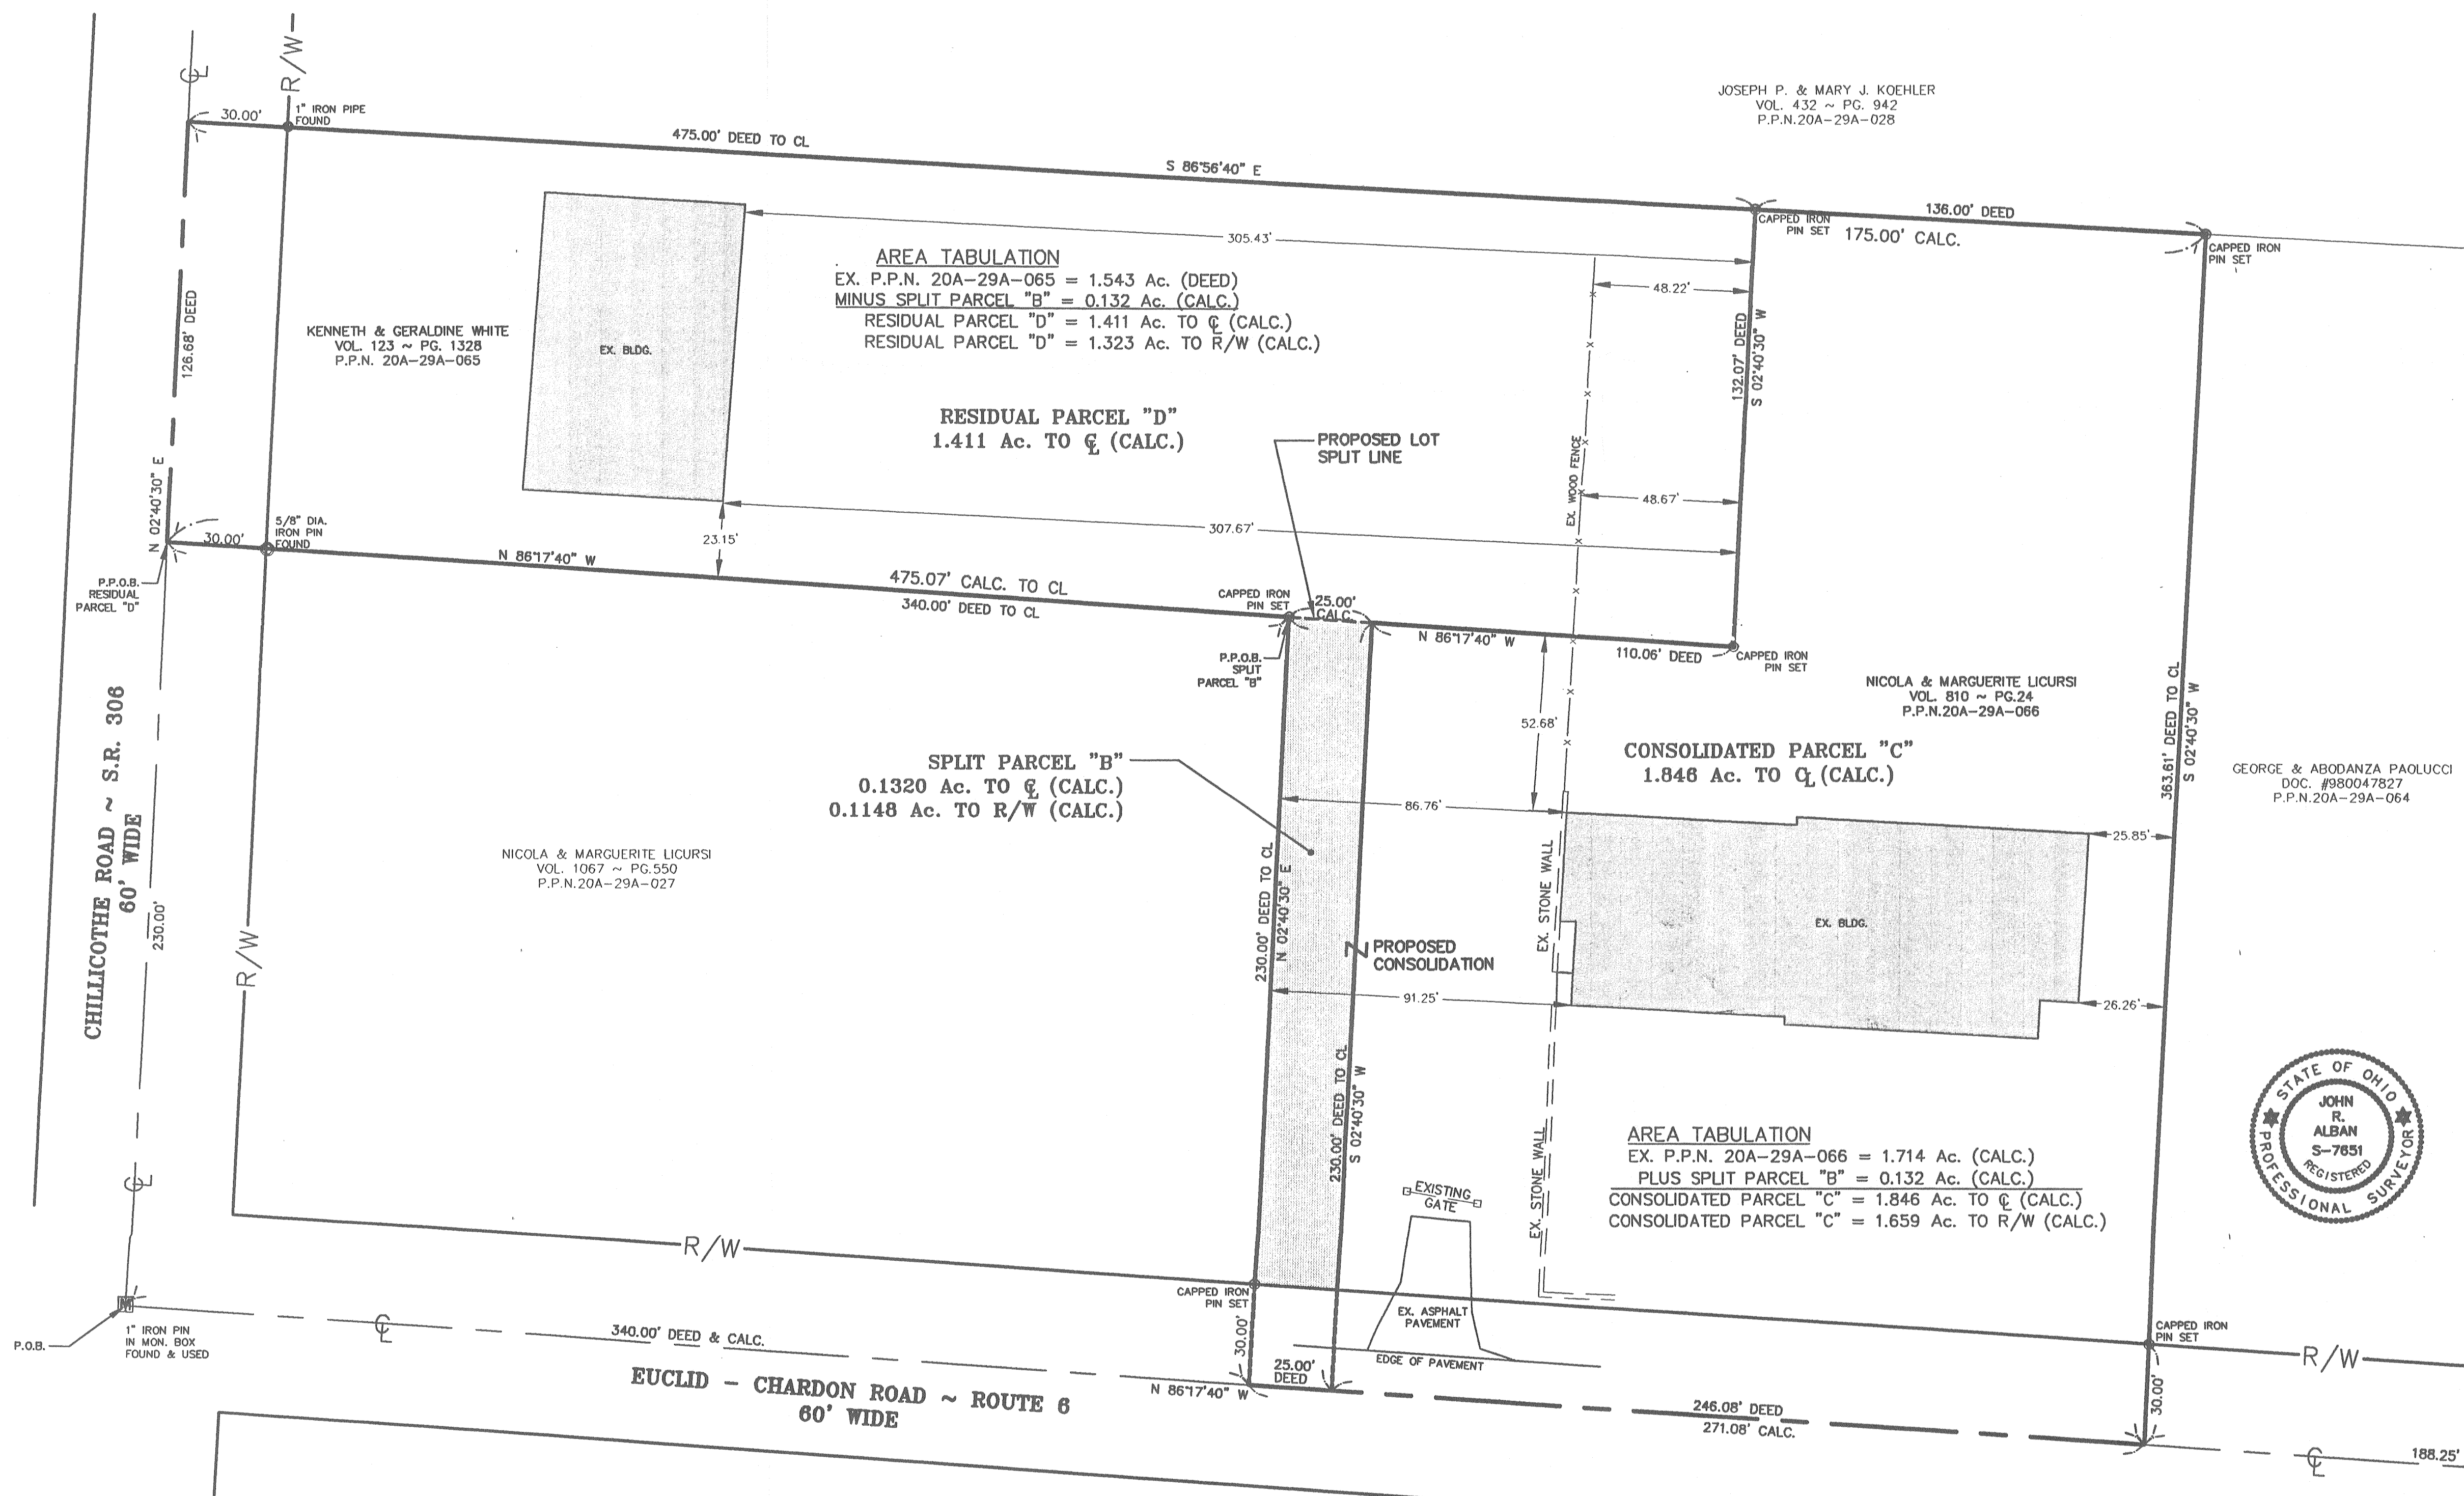 JOSEPH P. & MARY J. KOEHLER
VOL. 432 ~ PG. 942
P.P.N.20A-29A-028
℄
R/W
30.00'
1" IRON PIPE
FOUND
475.00' DEED TO CL
S 86°56'40" E
CAPPED IRON
PIN SET
136.00' DEED
175.00' CALC.
CAPPED IRON
PIN SET
305.43'
AREA TABULATION
EX. P.P.N. 20A-29A-065 = 1.543 Ac. (DEED)
MINUS SPLIT PARCEL "B" = 0.132 Ac. (CALC.)
RESIDUAL PARCEL "D" = 1.411 Ac. TO ℄ (CALC.)
RESIDUAL PARCEL "D" = 1.323 Ac. TO R/W (CALC.)
48.22'
132.07' DEED
S 02°40'30" W
126.68' DEED
N 02°40'30" E
KENNETH & GERALDINE WHITE
VOL. 123 ~ PG. 1328
P.P.N. 20A-29A-065
EX. BLDG.
RESIDUAL PARCEL "D"
1.411 Ac. TO ℄ (CALC.)
PROPOSED LOT
SPLIT LINE
EX. WOOD FENCE
48.67'
307.67'
23.15'
30.00'
5/8" DIA.
IRON PIN
FOUND
N 86°17'40" W
P.P.O.B.
RESIDUAL
PARCEL "D"
475.07' CALC. TO CL
340.00' DEED TO CL
CAPPED IRON
PIN SET
25.00'
CALC.
N 86°17'40" W
110.06' DEED
CAPPED IRON
PIN SET
P.P.O.B.
SPLIT
PARCEL "B"
52.68'
NICOLA & MARGUERITE LICURSI
VOL. 810 ~ PG.24
P.P.N.20A-29A-066
363.61' DEED TO CL
S 02°40'30" W
CHILLICOTHE ROAD ~ S.R. 306
60' WIDE
230.00'
R/W
SPLIT PARCEL "B"
0.1320 Ac. TO ℄ (CALC.)
0.1148 Ac. TO R/W (CALC.)
CONSOLIDATED PARCEL "C"
1.846 Ac. TO ℄ (CALC.)
86.76'
25.85'
GEORGE & ABODANZA PAOLUCCI
DOC. #980047827
P.P.N.20A-29A-064
NICOLA & MARGUERITE LICURSI
VOL. 1067 ~ PG.550
P.P.N.20A-29A-027
230.00' DEED TO CL
N 02°40'30" E
EX. STONE WALL
EX. BLDG.
PROPOSED
CONSOLIDATION
91.25'
26.26'
230.00' DEED TO CL
S 02°40'30" W
EX. STONE WALL
AREA TABULATION
EX. P.P.N. 20A-29A-066 = 1.714 Ac. (CALC.)
PLUS SPLIT PARCEL "B" = 0.132 Ac. (CALC.)
CONSOLIDATED PARCEL "C" = 1.846 Ac. TO ℄ (CALC.)
CONSOLIDATED PARCEL "C" = 1.659 Ac. TO R/W (CALC.)
STATE OF OHIO
JOHN
R.
ALBAN
S-7651
REGISTERED
PROFESSIONAL SURVEYOR
℄
EXISTING
GATE
R/W
CAPPED IRON
PIN SET
EX. ASPHALT
PAVEMENT
EDGE OF PAVEMENT
CAPPED IRON
PIN SET
R/W
M
P.O.B.
1" IRON PIN
IN MON. BOX
FOUND & USED
℄
340.00' DEED & CALC.
30.00'
25.00'
DEED
N 86°17'40" W
EUCLID - CHARDON ROAD ~ ROUTE 6
60' WIDE
246.08' DEED
271.08' CALC.
30.00'
℄
188.25'